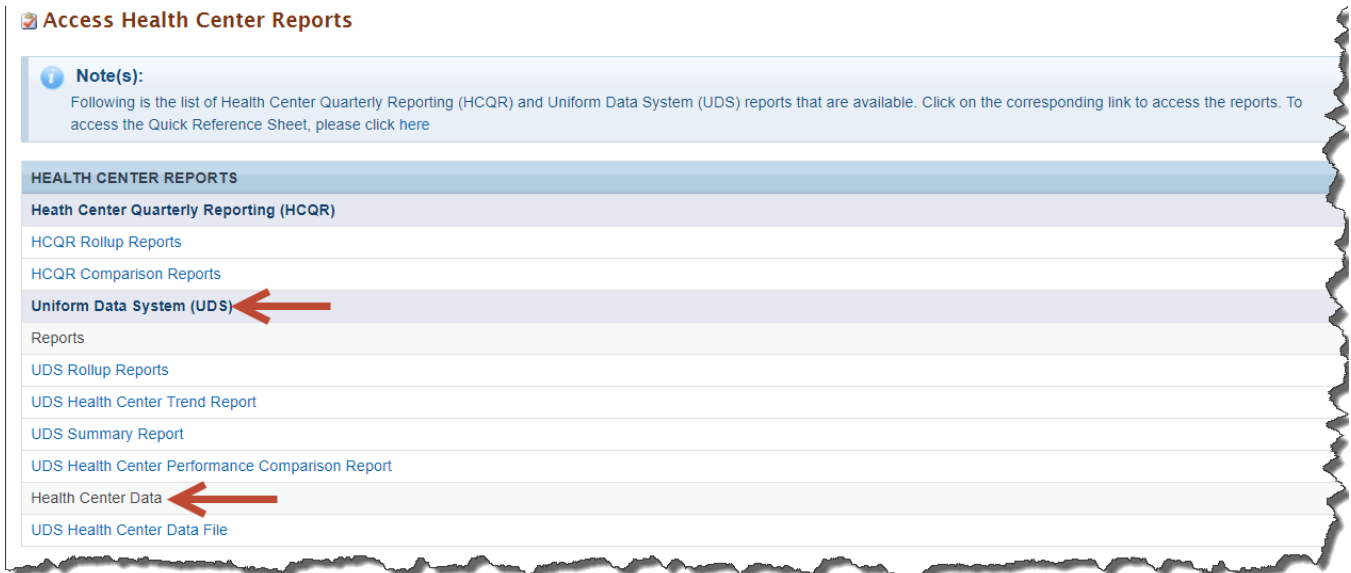 Access Health Center Reports
Note(s):
Following is the list of Health Center Quarterly Reporting (HCQR) and Uniform Data System (UDS) reports that are available. Click on the corresponding link to access the reports. To
access the Quick Reference Sheet, please click here
HEALTH CENTER REPORTS
Heath Center Quarterly Reporting (HCQR)
HCQR Rollup Reports
HCQR Comparison Reports
Uniform Data System (UDS)
Reports
UDS Rollup Reports
UDS Health Center Trend Report
UDS Summary Report
UDS Health Center Performance Comparison Report
Health Center Data
UDS Health Center Data File